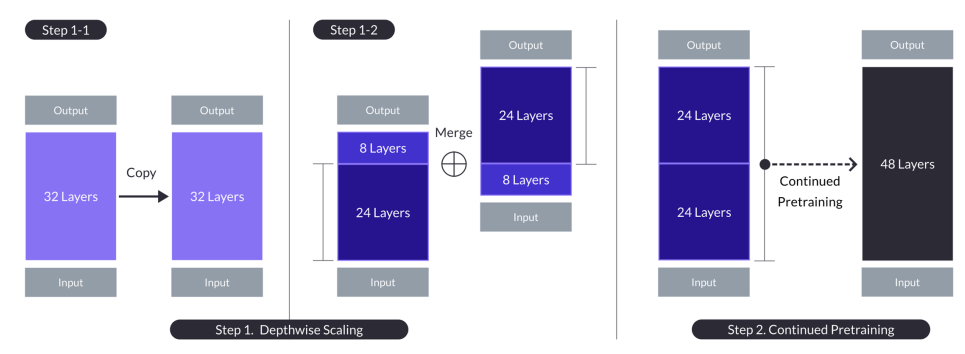 Step 1-1
Output
Output
32 Layers
Copy
32 Layers
Input
Input
Step 1-2
Output
8 Layers
24 Layers
Input
Merge
Output
24 Layers
8 Layers
Input
Step 1. Depthwise Scaling
Output
24 Layers
24 Layers
Input
Continued
Pretraining
Output
48 Layers
Input
Step 2. Continued Pretraining